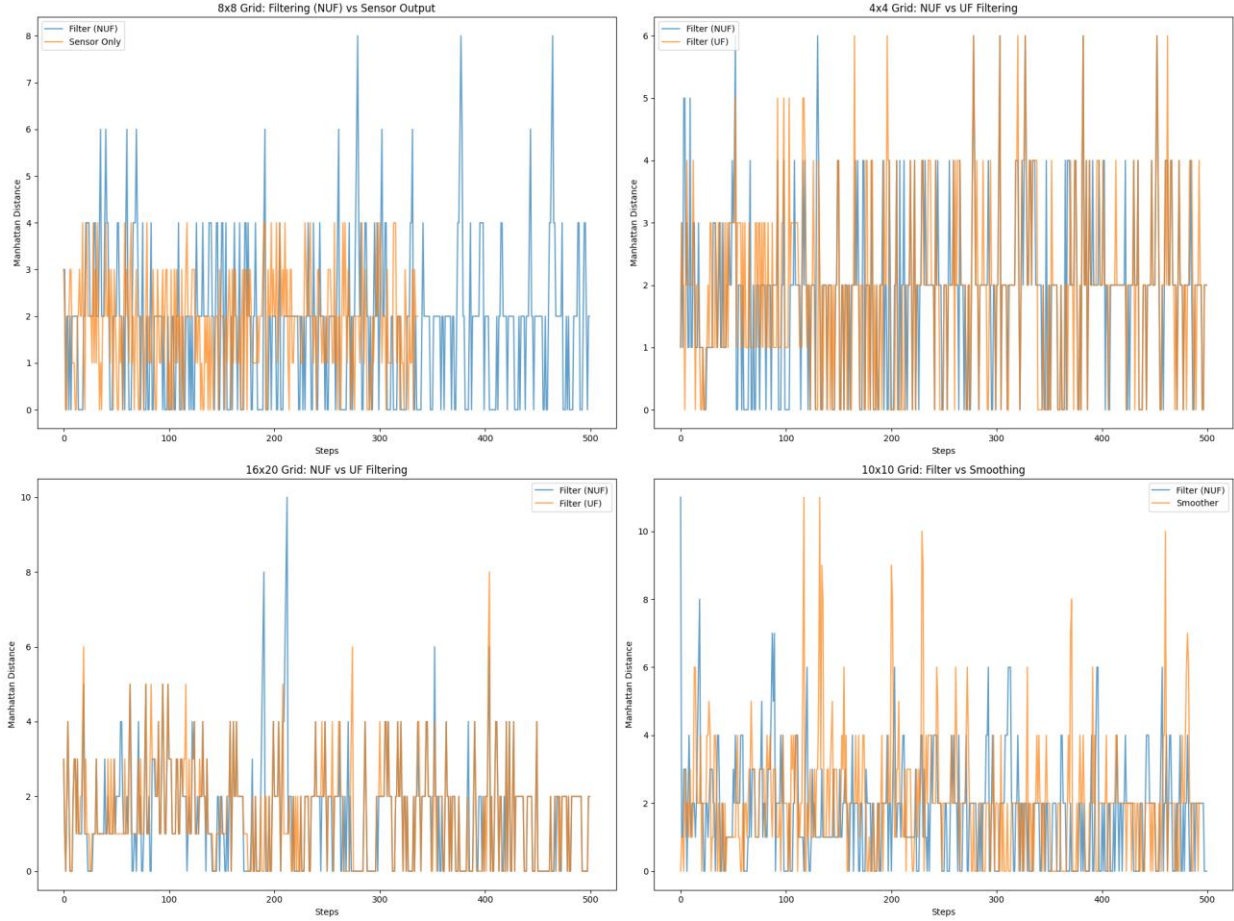 8x8 Grid: Filtering (NUF) vs Sensor Output
Filter (NUF)
Sensor Only
Manhattan Distance
8
7
6
5
4
3
2
1
0
0 100 200 300 400 500
Steps
4x4 Grid: NUF vs UF Filtering
Filter (NUF)
Filter (UF)
Manhattan Distance
6
5
4
3
2
1
0
0 100 200 300 400 500
Steps
16x20 Grid: NUF vs UF Filtering
Filter (NUF)
Filter (UF)
Manhattan Distance
10
8
6
4
2
0
0 100 200 300 400 500
Steps
10x10 Grid: Filter vs Smoothing
Filter (NUF)
Smoother
Manhattan Distance
10
8
6
4
2
0
0 100 200 300 400 500
Steps